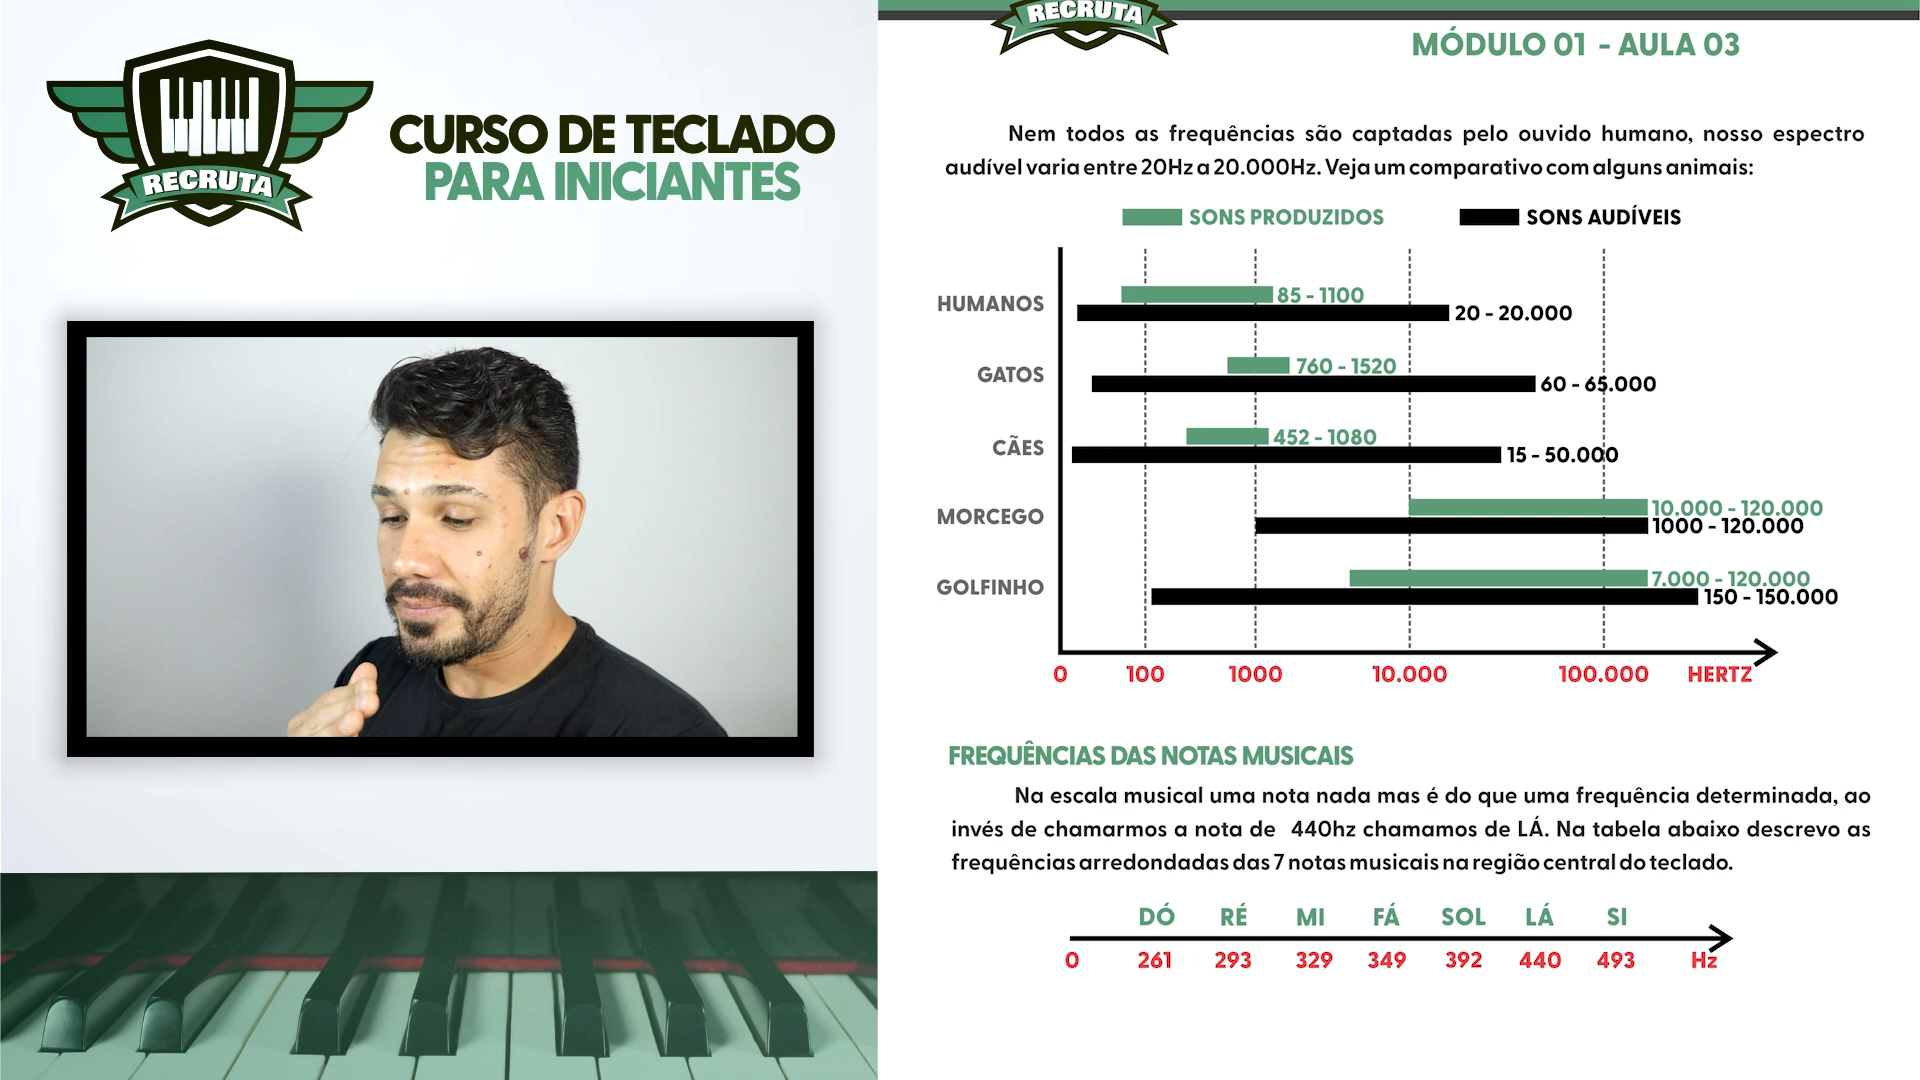 RECRUTA
CURSO DE TECLADO
PARA INICIANTES
RECRUTA
MÓDULO 01 - AULA 03
Nem todos as frequências são captadas pelo ouvido humano, nosso espectro
audível varia entre 20Hz a 20.000Hz. Veja um comparativo com alguns animais:
SONS PRODUZIDOS SONS AUDÍVEIS
HUMANOS 85 - 1100
20 - 20.000
GATOS 760 - 1520
60 - 65.000
CÃES 452 - 1080
15 - 50.000
MORCEGO 10.000 - 120.000
1000 - 120.000
GOLFINHO 7.000 - 120.000
150 - 150.000
0 100 1000 10.000 100.000 HERTZ
FREQUÊNCIAS DAS NOTAS MUSICAIS
Na escala musical uma nota nada mas é do que uma frequência determinada, ao
invés de chamarmos a nota de 440hz chamamos de LÁ. Na tabela abaixo descrevo as
frequências arredondadas das 7 notas musicais na região central do teclado.
DÓ RÉ MI FÁ SOL LÁ SI
0 261 293 329 349 392 440 493 Hz